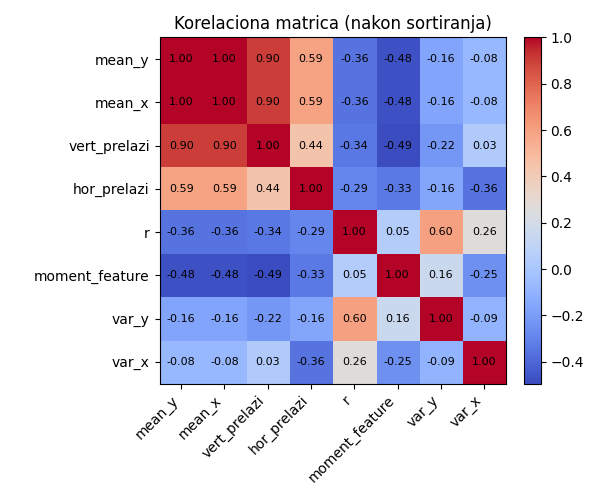 Korelaciona matrica (nakon sortiranja)
mean_y 1.00 1.00 0.90 0.59 -0.36 -0.48 -0.16 -0.08
mean_x 1.00 1.00 0.90 0.59 -0.36 -0.48 -0.16 -0.08
vert_prelazi 0.90 0.90 1.00 0.44 -0.34 -0.49 -0.22 0.03
hor_prelazi 0.59 0.59 0.44 1.00 -0.29 -0.33 -0.16 -0.36
r -0.36 -0.36 -0.34 -0.29 1.00 0.05 0.60 0.26
moment_feature -0.48 -0.48 -0.49 -0.33 0.05 1.00 0.16 -0.25
var_y -0.16 -0.16 -0.22 -0.16 0.60 0.16 1.00 -0.09
var_x -0.08 -0.08 0.03 -0.36 0.26 -0.25 -0.09 1.00
mean_y
mean_x
vert_prelazi
hor_prelazi
r
moment_feature
var_y
var_x
1.0
0.8
0.6
0.4
0.2
0.0
−0.2
−0.4